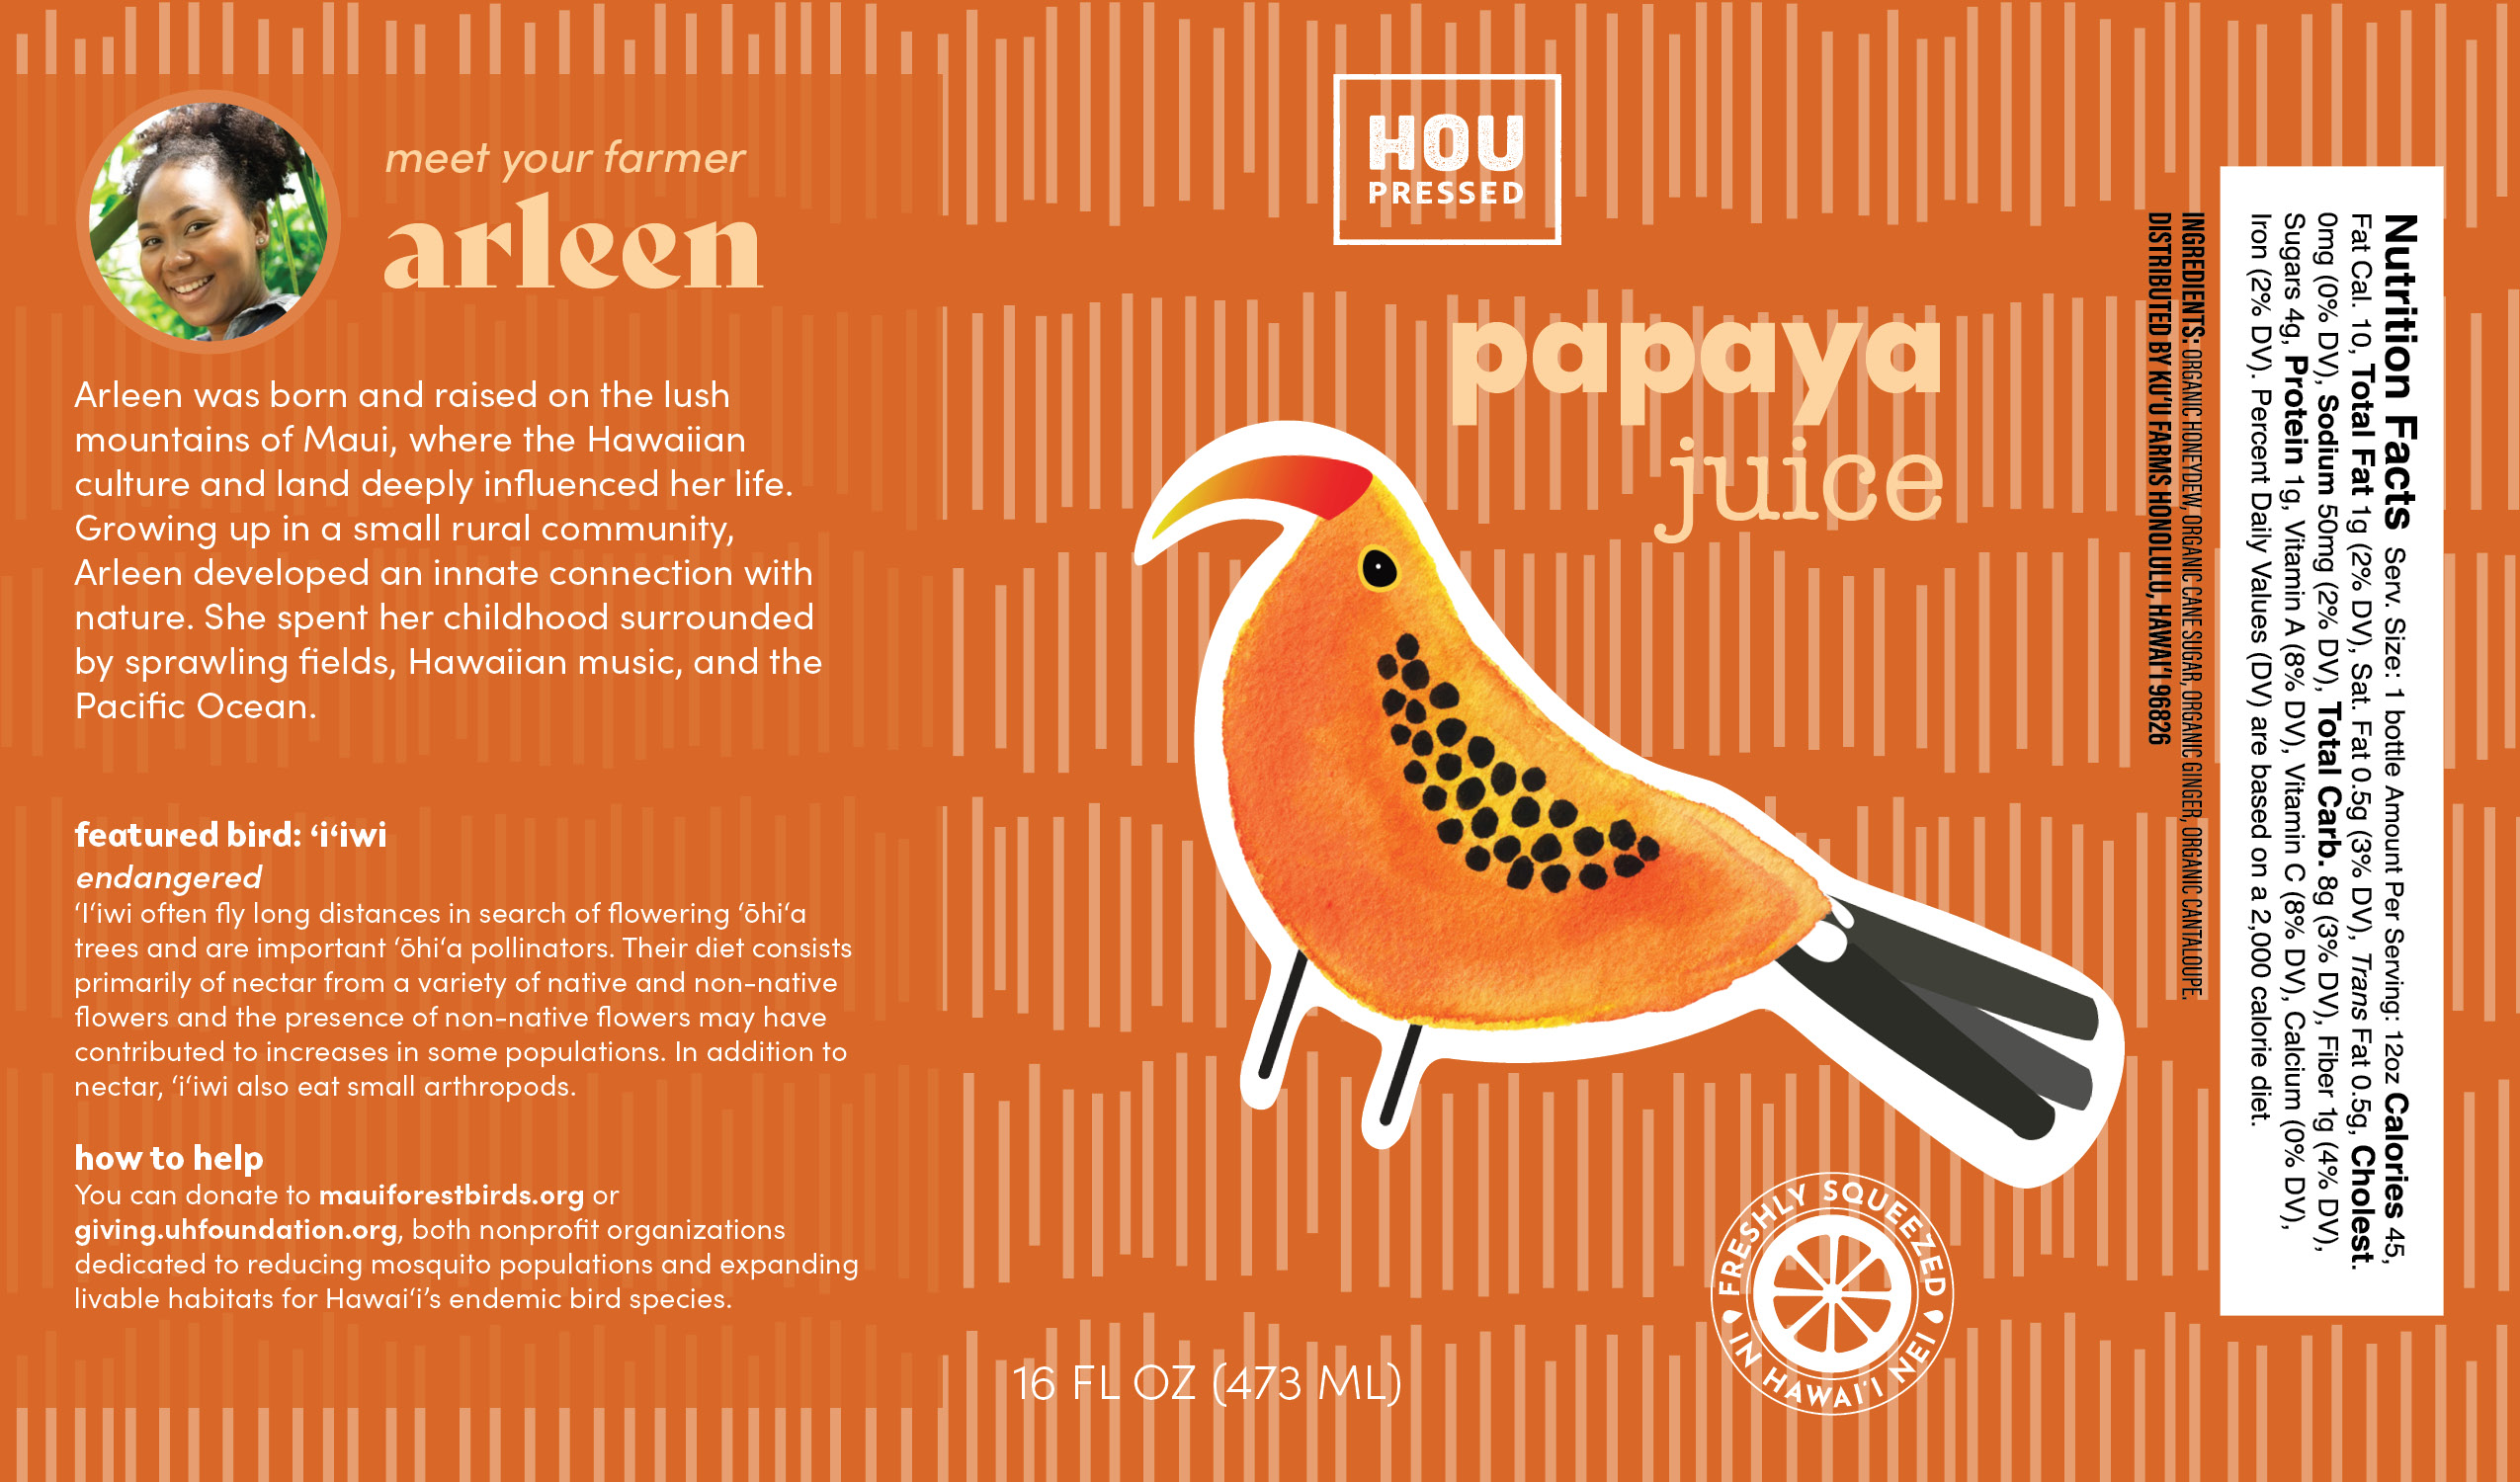 meet your farmer
arleen
Arleen was born and raised on the lush
mountains of Maui, where the Hawaiian
culture and land deeply influenced her life.
Growing up in a small rural community,
Arleen developed an innate connection with
nature. She spent her childhood surrounded
by sprawling fields, Hawaiian music, and the
Pacific Ocean.
featured bird: ‘i‘iwi
endangered
‘I‘iwi often fly long distances in search of flowering ‘ōhi‘a
trees and are important ‘ōhi‘a pollinators. Their diet consists
primarily of nectar from a variety of native and non-native
flowers and the presence of non-native flowers may have
contributed to increases in some populations. In addition to
nectar, ‘i‘iwi also eat small arthropods.
how to help
You can donate to mauiforestbirds.org or
giving.uhfoundation.org, both nonprofit organizations
dedicated to reducing mosquito populations and expanding
livable habitats for Hawai‘i’s endemic bird species.
HOU
PRESSED
papaya
juice
16 FL OZ (473 ML)
FRESHLY SQUEEZED
IN HAWAI‘I NEI
INGREDIENTS: ORGANIC HONEYDEW, ORGANIC CANE SUGAR, ORGANIC GINGER, ORGANIC CANTALOUPE.
DISTRIBUTED BY KU‘U FARMS HONOLULU, HAWAI‘I 96826
Nutrition Facts Serv. Size: 1 bottle Amount Per Serving: 12oz Calories 45,
Fat Cal. 10, Total Fat 1g (2% DV), Sat. Fat 0.5g (3% DV), Trans Fat 0.5g, Cholest.
0mg (0% DV), Sodium 50mg (2% DV), Total Carb. 8g (3% DV), Fiber 1g (4% DV),
Sugars 4g, Protein 1g, Vitamin A (8% DV), Vitamin C (8% DV), Calcium (0% DV),
Iron (2% DV). Percent Daily Values (DV) are based on a 2,000 calorie diet.